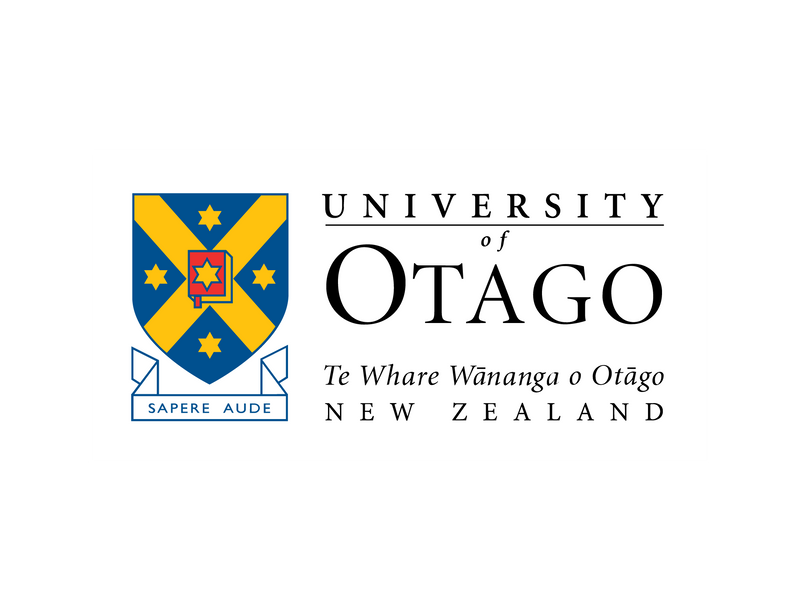 UNIVERSITY
of
OTAGO
Te Whare Wānanga o Otāgo
NEW ZEALAND
SAPERE AUDE